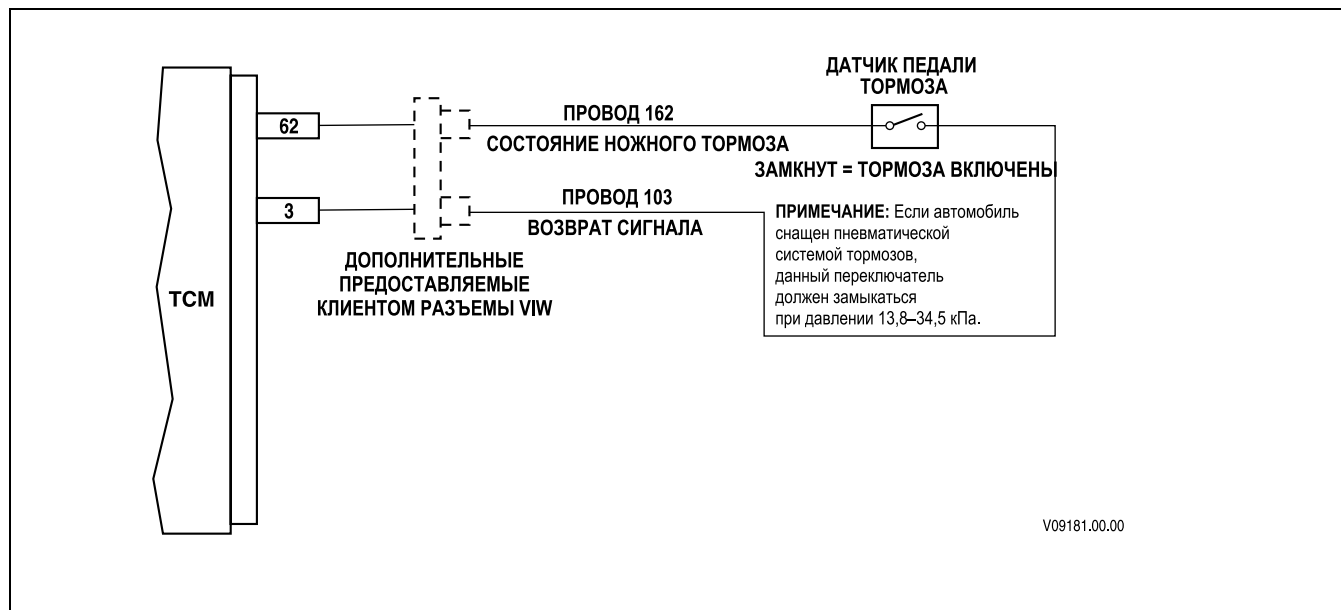 ДАТЧИК ПЕДАЛИ
ТОРМОЗА
62
ПРОВОД 162
СОСТОЯНИЕ НОЖНОГО ТОРМОЗА
ЗАМКНУТ = ТОРМОЗА ВКЛЮЧЕНЫ
3
ПРОВОД 103
ВОЗВРАТ СИГНАЛА
ПРИМЕЧАНИЕ: Если автомобиль
снащен пневматической
системой тормозов,
данный переключатель
должен замыкаться
при давлении 13,8–34,5 кПа.
ДОПОЛНИТЕЛЬНЫЕ
ПРЕДОСТАВЛЯЕМЫЕ
КЛИЕНТОМ РАЗЪЕМЫ VIW
TCM
V09181.00.00